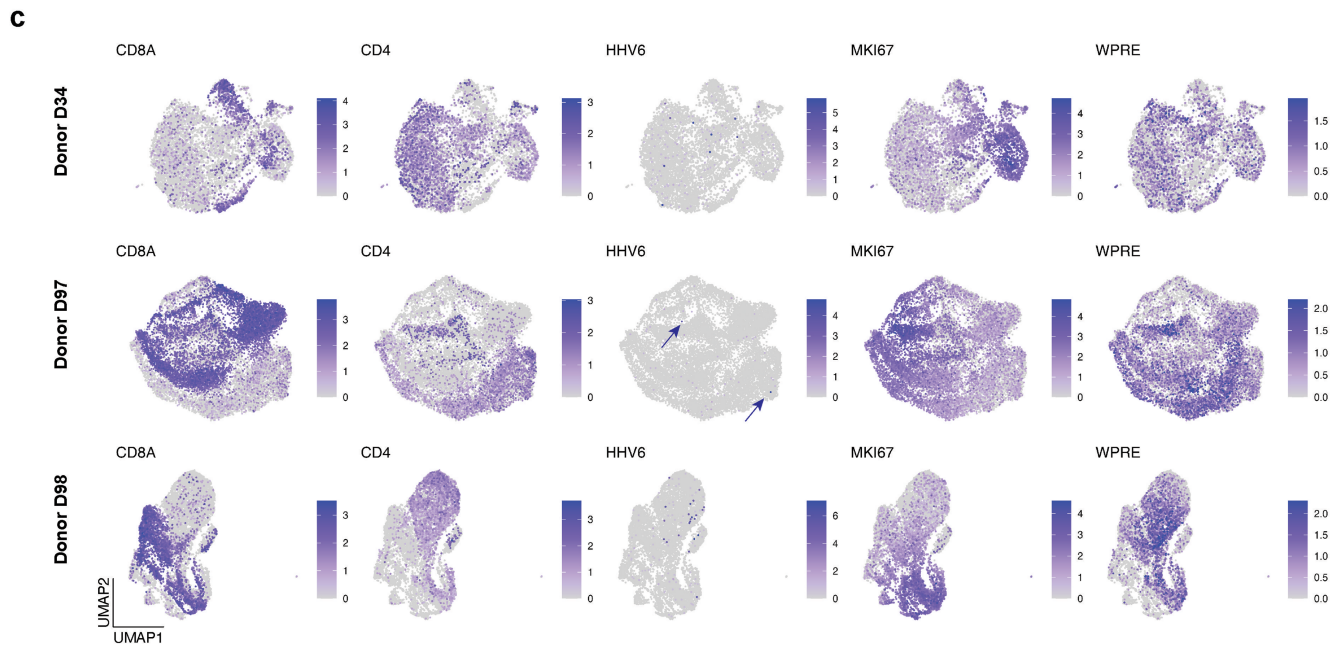 c
CD8A CD4 HHV6 MKI67 WPRE
Donor D34
4 3 2 1 0
3 2 1 0
5 4 3 2 1 0
4 3 2 1 0
1.5 1.0 0.5 0.0
CD8A CD4 HHV6 MKI67 WPRE
Donor D97
3 2 1 0
3 2 1 0
4 3 2 1 0
4 3 2 1 0
2.0 1.5 1.0 0.5 0.0
CD8A CD4 HHV6 MKI67 WPRE
Donor D98
3 2 1 0
3 2 1 0
6 4 2 0
4 3 2 1 0
2.0 1.5 1.0 0.5 0.0
UMAP2
UMAP1